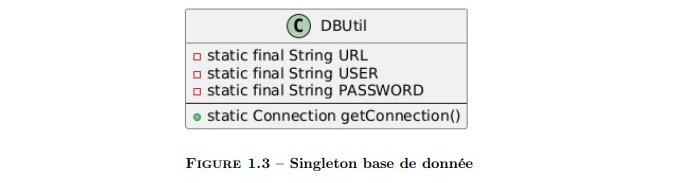 C DBUtil
static final String URL
static final String USER
static final String PASSWORD
static Connection getConnection()
FIGURE 1.3 – Singleton base de donnée